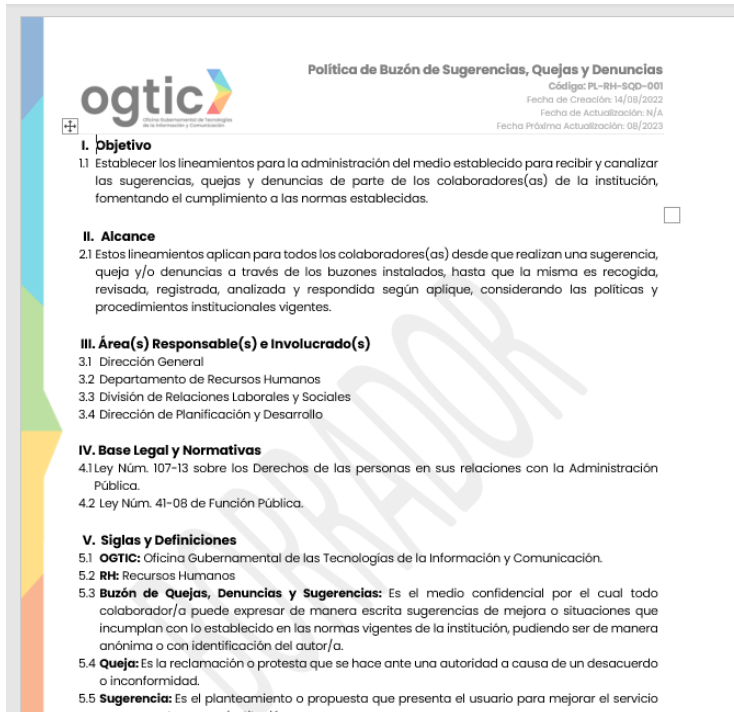 Política de Buzón de Sugerencias, Quejas y Denuncias
Código: PL-RH-SQD-001
Fecha de Creación: 14/08/2022
Fecha de Actualización: N/A
Fecha Próxima Actualización: 08/2023
ogtic
Oficina Gubernamental de Tecnologías
de la Información y Comunicación
I. Objetivo
1.1 Establecer los lineamientos para la administración del medio establecido para recibir y canalizar
las sugerencias, quejas y denuncias de parte de los colaboradores(as) de la institución,
fomentando el cumplimiento a las normas establecidas.
II. Alcance
2.1 Estos lineamientos aplican para todos los colaboradores(as) desde que realizan una sugerencia,
queja y/o denuncias a través de los buzones instalados, hasta que la misma es recogida,
revisada, registrada, analizada y respondida según aplique, considerando las políticas y
procedimientos institucionales vigentes.
III. Área(s) Responsable(s) e Involucrado(s)
3.1 Dirección General
3.2 Departamento de Recursos Humanos
3.3 División de Relaciones Laborales y Sociales
3.4 Dirección de Planificación y Desarrollo
IV. Base Legal y Normativas
4.1 Ley Núm. 107-13 sobre los Derechos de las personas en sus relaciones con la Administración
Pública.
4.2 Ley Núm. 41-08 de Función Pública.
V. Siglas y Definiciones
5.1 OGTIC: Oficina Gubernamental de las Tecnologías de la Información y Comunicación.
5.2 RH: Recursos Humanos
5.3 Buzón de Quejas, Denuncias y Sugerencias: Es el medio confidencial por el cual todo
colaborador/a puede expresar de manera escrita sugerencias de mejora o situaciones que
incumplan con lo establecido en las normas vigentes de la institución, pudiendo ser de manera
anónima o con identificación del autor/a.
5.4 Queja: Es la reclamación o protesta que se hace ante una autoridad a causa de un desacuerdo
o inconformidad.
5.5 Sugerencia: Es el planteamiento o propuesta que presenta el usuario para mejorar el servicio
BORRADOR